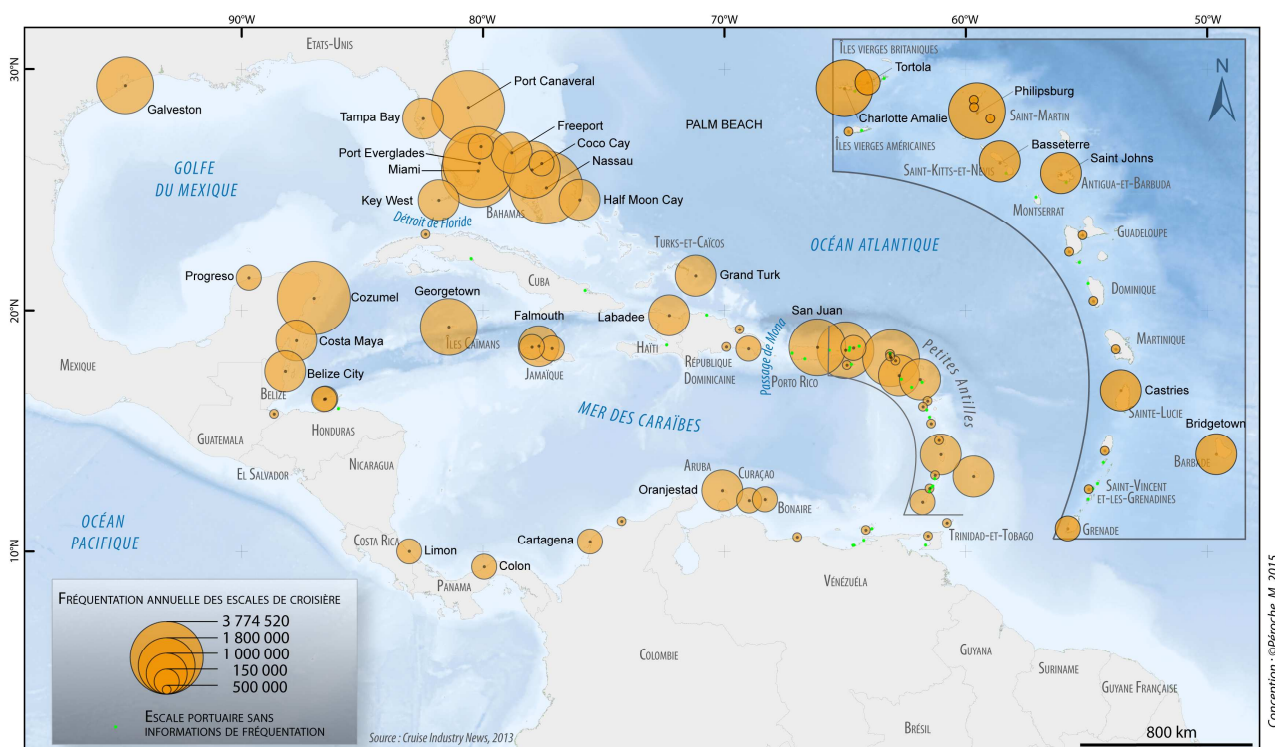 90°W
80°W
70°W
60°W
50°W
30°N
20°N
10°N
ETATS-UNIS
Galveston
GOLFE
DU MEXIQUE
Port Canaveral
Tampa Bay
Freeport
Coco Cay
Port Everglades
Nassau
Miami
Key West
BAHAMAS
Half Moon Cay
Détroit de Floride
PALM BEACH
OCÉAN ATLANTIQUE
TURKS-ET-CAÏCOS
Grand Turk
CUBA
Progreso
Cozumel
Georgetown
Falmouth
Labadee
San Juan
Costa Maya
ÎLES CAÏMANS
JAMAÏQUE
HAÏTI
RÉPUBLIQUE
DOMINICAINE
Passage de Mona
PORTO RICO
Petites Antilles
MEXIQUE
Belize City
BELIZE
HONDURAS
GUATEMALA
EL SALVADOR
NICARAGUA
MER DES CARAÏBES
ARUBA
CURAÇAO
Oranjestad
BONAIRE
OCÉAN
PACIFIQUE
COSTA RICA
Limon
Colon
PANAMA
Cartagena
TRINIDAD-ET-TOBAGO
VÉNÉZUÉLA
COLOMBIE
GUYANA
SURINAME
GUYANE FRANÇAISE
BRÉSIL
ÎLES VIERGES BRITANNIQUES
Tortola
Charlotte Amalie
ÎLES VIERGES AMÉRICAINES
Philipsburg
SAINT-MARTIN
Basseterre
SAINT-KITTS-ET-NEVIS
Saint Johns
ANTIGUA-ET-BARBUDA
MONTSERRAT
GUADELOUPE
DOMINIQUE
MARTINIQUE
Castries
SAINTE-LUCIE
Bridgetown
BARBADE
SAINT-VINCENT
ET-LES-GRENADINES
GRENADE
N
FRÉQUENTATION ANNUELLE DES ESCALES DE CROISIÈRE
3 774 520
1 800 000
1 000 000
150 000
500 000
ESCALE PORTUAIRE SANS
INFORMATIONS DE FRÉQUENTATION
Source : Cruise Industry News, 2013
800 km
Conception : ©Péroche, M, 2015